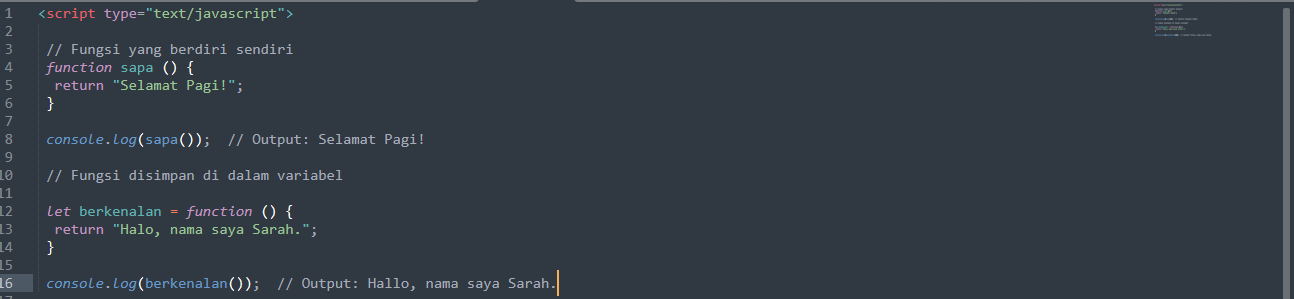 1 <script type="text/javascript">
2
3 // Fungsi yang berdiri sendiri
4 function sapa () {
5 return "Selamat Pagi!";
6 }
7
8 console.log(sapa()); // Output: Selamat Pagi!
9
10 // Fungsi disimpan di dalam variabel
11
12 let berkenalan = function () {
13 return "Halo, nama saya Sarah.";
14 }
15
16 console.log(berkenalan()); // Output: Hallo, nama saya Sarah.